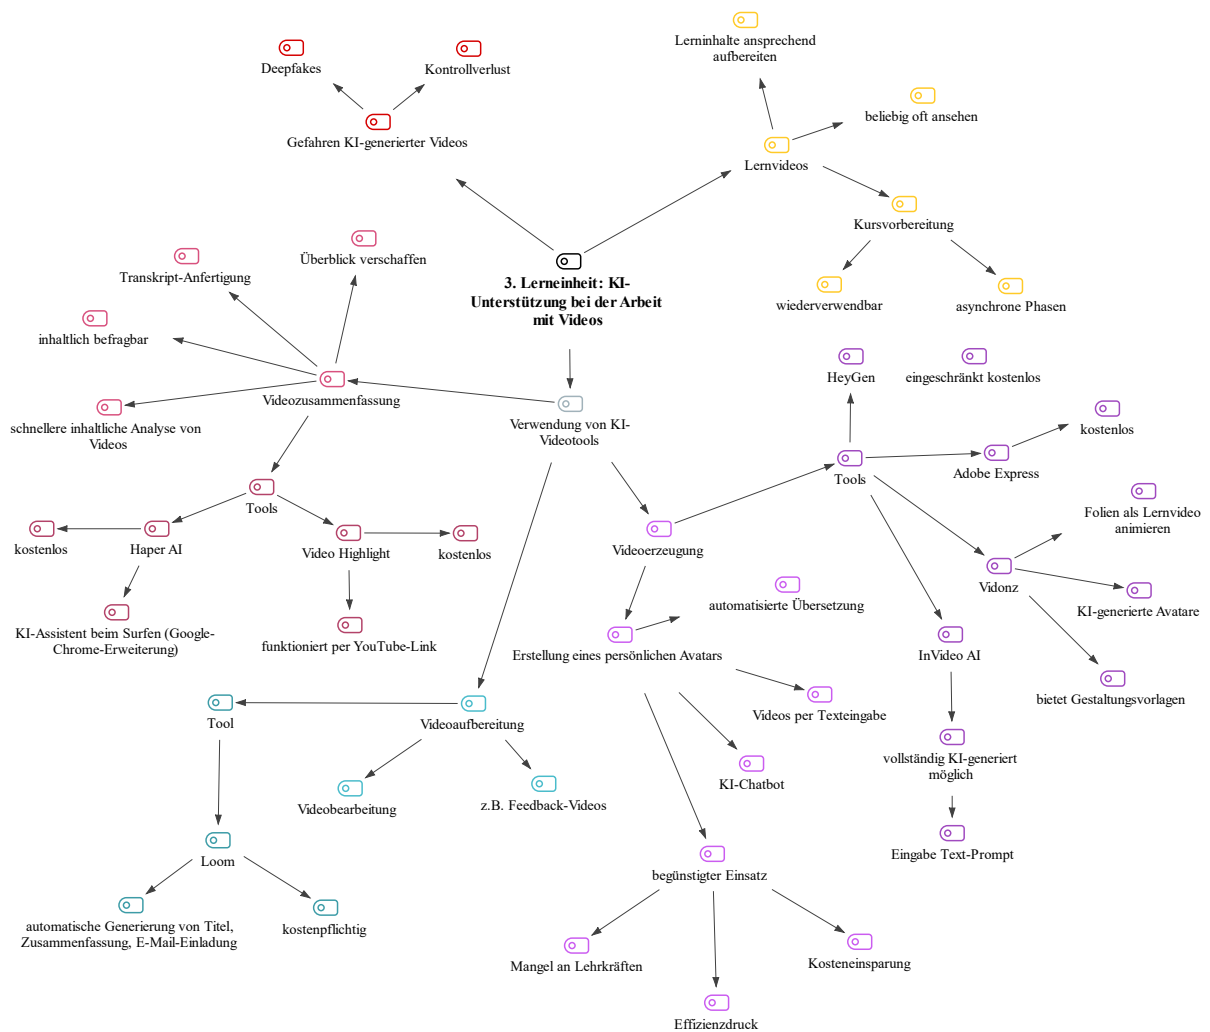 Lerninhalte ansprechend
aufbereiten
Deepfakes
Kontrollverlust
beliebig oft ansehen
Gefahren KI-generierter Videos
Lernvideos
Kursvorbereitung
Überblick verschaffen
Transkript-Anfertigung
3. Lerneinheit: KI-
Unterstützung bei der Arbeit
mit Videos
wiederverwendbar
asynchrone Phasen
inhaltlich befragbar
HeyGen
eingeschränkt kostenlos
Videozusammenfassung
schnellere inhaltliche Analyse von
Videos
Verwendung von KI-
Videotools
kostenlos
Tools
Adobe Express
Tools
Folien als Lernvideo
animieren
kostenlos
Haper AI
Video Highlight
kostenlos
Videoerzeugung
Vidonz
automatisierte Übersetzung
KI-generierte Avatare
KI-Assistent beim Surfen (Google-
Chrome-Erweiterung)
funktioniert per YouTube-Link
Erstellung eines persönlichen Avatars
InVideo AI
bietet Gestaltungsvorlagen
Tool
Videoaufbereitung
Videos per Texteingabe
vollständig KI-generiert
möglich
KI-Chatbot
Videobearbeitung
z.B. Feedback-Videos
Loom
Eingabe Text-Prompt
begünstigter Einsatz
automatische Generierung von Titel,
Zusammenfassung, E-Mail-Einladung
kostenpflichtig
Mangel an Lehrkräften
Kosteneinsparung
Effizienzdruck